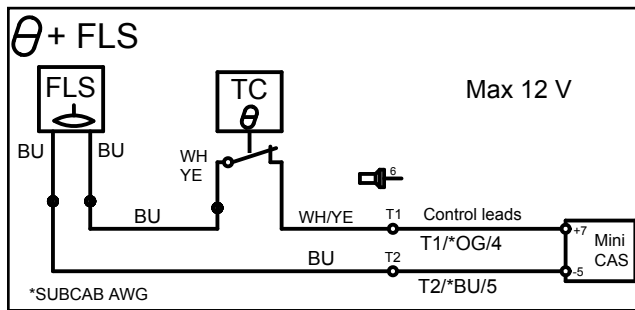 θ + FLS
FLS
TC
θ
Max 12 V
BU
BU
WH
YE
6
BU
WH/YE
T1
Control leads
+7
T1/*OG/4
Mini
CAS
BU
T2
-5
T2/*BU/5
*SUBCAB AWG